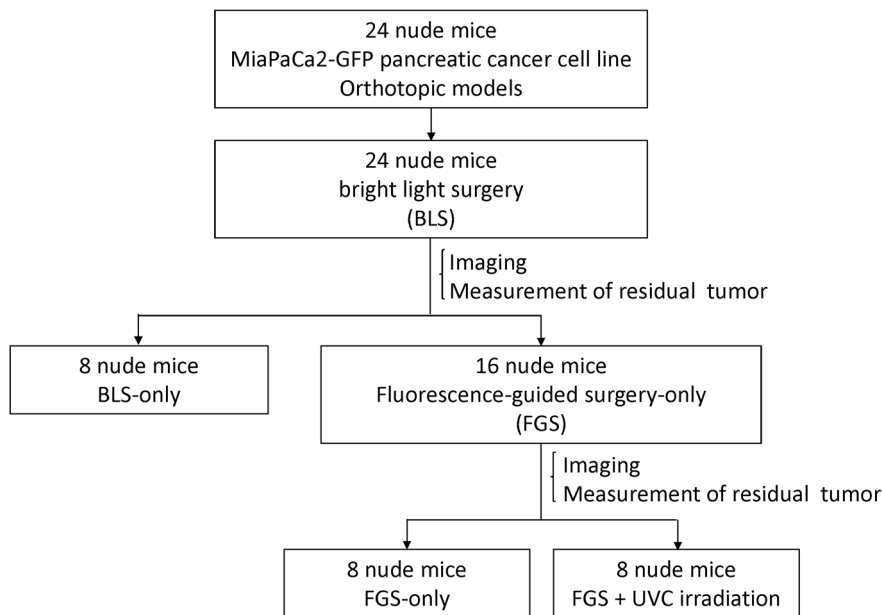 24 nude mice
MiaPaCa2-GFP pancreatic cancer cell line
Orthotopic models
24 nude mice
bright light surgery
(BLS)
Imaging
Measurement of residual tumor
8 nude mice
BLS-only
16 nude mice
Fluorescence-guided surgery-only
(FGS)
Imaging
Measurement of residual tumor
8 nude mice
FGS-only
8 nude mice
FGS + UVC irradiation